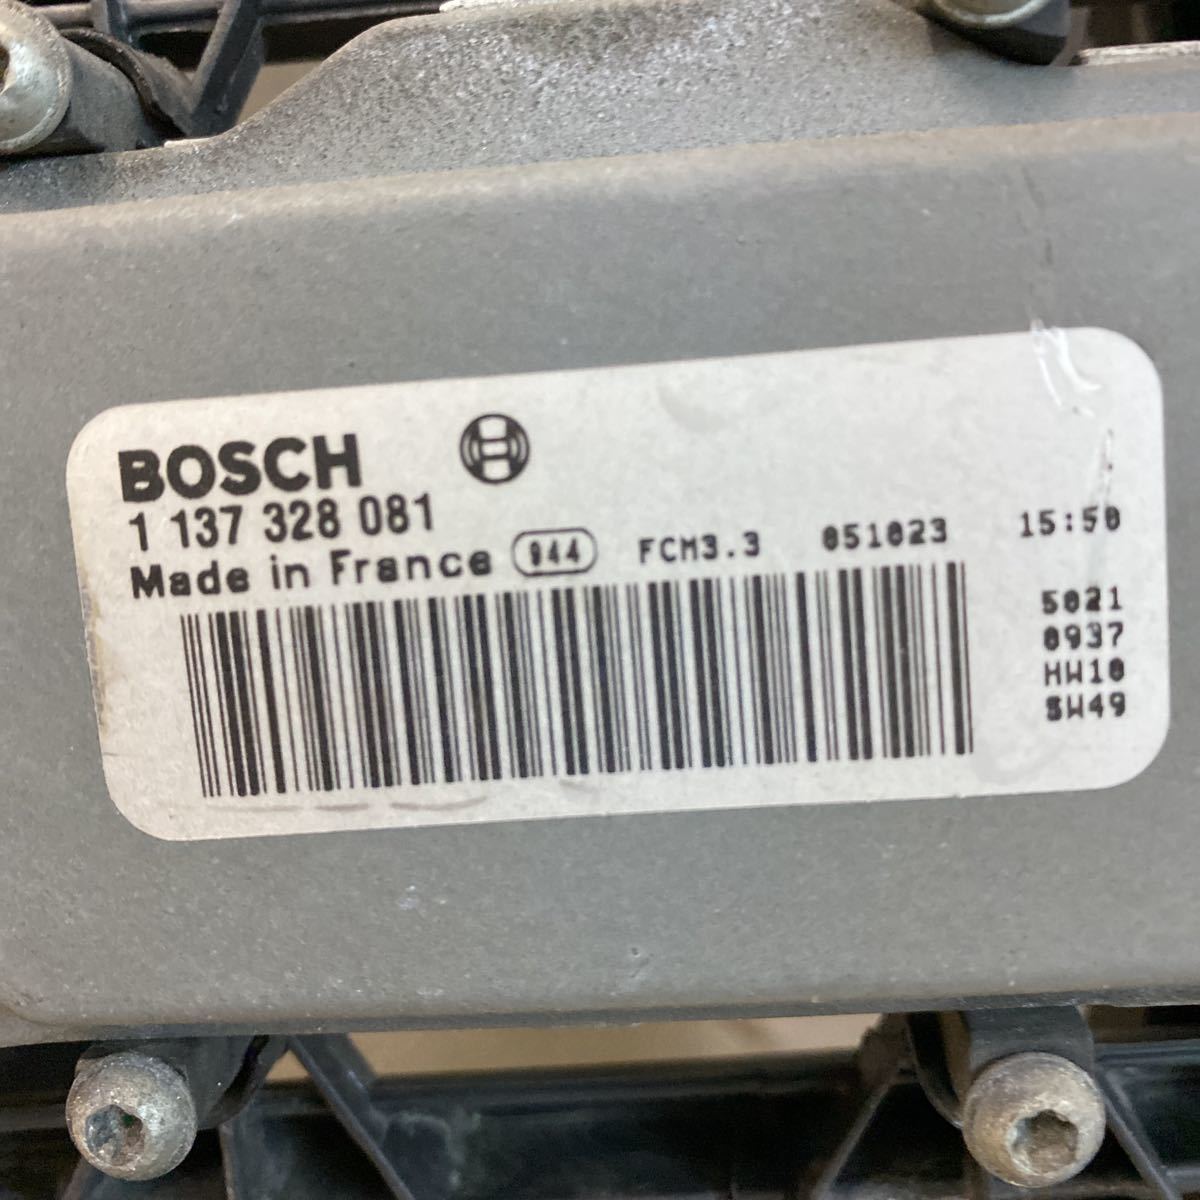 BOSCH
1 137 328 081
Made in France 944 FCM3.3 051023 15:50
5021
0937
HW10
SW49